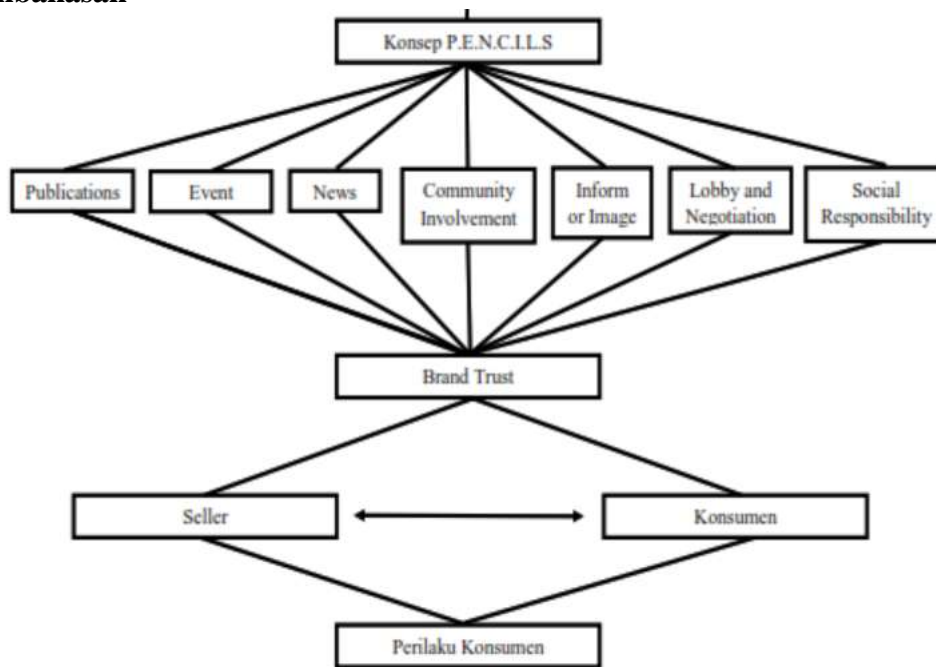 Konsep P.E.N.C.I.L.S
Publications
Event
News
Community
Involvement
Inform
or Image
Lobby and
Negotiation
Social
Responsibility
Brand Trust
Seller
Konsumen
Perilaku Konsumen